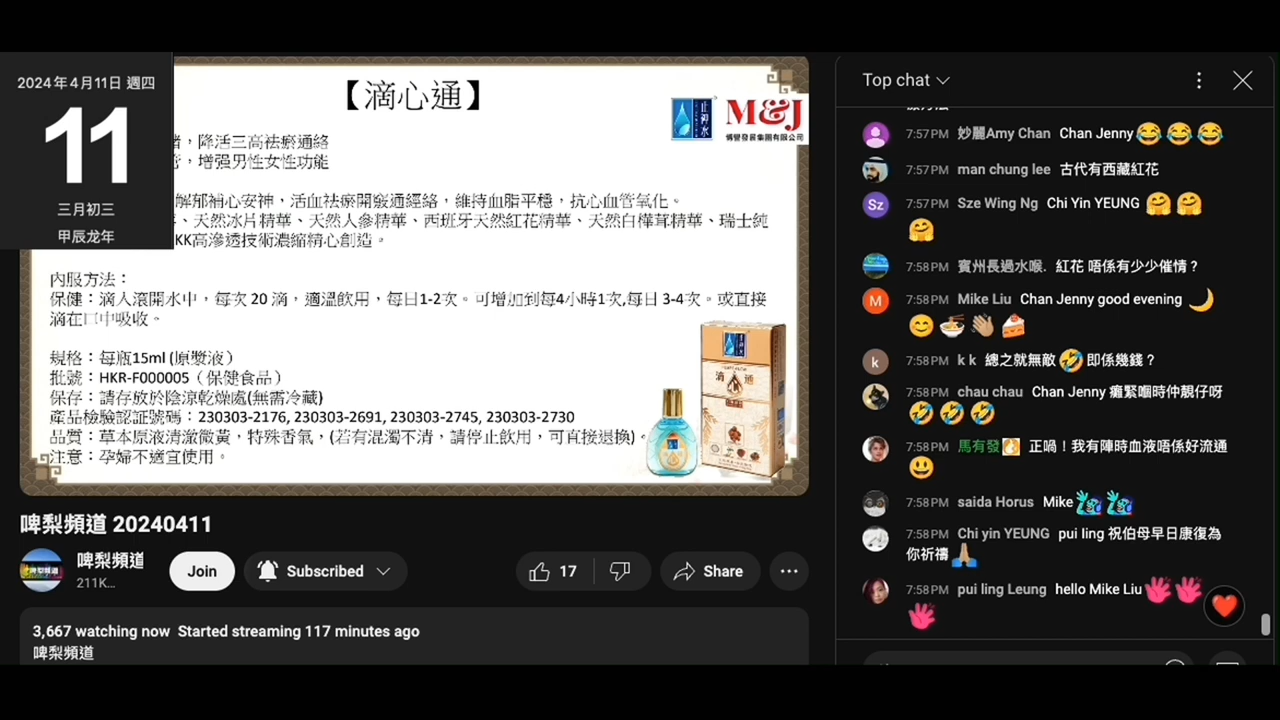 2024年4月11日 週四
11
三月初三
甲辰龙年
【滴心通】
止神水
M&J
，降活三高祛瘀通絡
，增强男性女性功能
解郁補心安神，活血祛瘀開竅通經絡，維持血脂平穩，抗心血管氧化。
、天然冰片精華、天然人參精華、西班牙天然紅花精華、天然白樺茸精華、瑞士純
KK高滲透技術濃縮精心創造。
内服方法：
保健：滴入滾開水中，每次 20 滴，適溫飲用，每日1-2次。可增加到每4小時1次,每日 3-4次。或直接
滴在口中吸收。
規格：每瓶15ml (原漿液）
批號：HKR-F000005（保健食品）
保存：請存放於陰涼乾燥處(無需冷藏)
產品檢驗認証號碼：230303-2176, 230303-2691, 230303-2745, 230303-2730
品質：草本原液清澈微黃，特殊香氣，(若有混濁不清，請停止飲用，可直接退換)。
注意：孕婦不適宜使用。
啤梨頻道 20240411
啤梨頻道
211K...
Join
Subscribed
17
Share
3,667 watching now Started streaming 117 minutes ago
啤梨頻道
Top chat
7:57 PM 妙麗Amy Chan Chan Jenny 😂 😂 😂
7:57 PM man chung lee 古代有西藏紅花
Sz 7:57 PM Sze Wing Ng Chi Yin YEUNG 🤗 🤗
🤗
7:58 PM 賓州長過水喉. 紅花 唔係有少少催情？
M 7:58 PM Mike Liu Chan Jenny good evening 🌙
😊 🍜 👋🏼 🍰
k 7:58 PM k k 總之就無敵 🤣 即係幾錢？
7:58 PM chau chau Chan Jenny 癲緊嗰時仲靚仔呀
🤣 🤣 🤣
7:58 PM 馬有發 正喎！我有陣時血液唔係好流通
😃
7:58 PM saida Horus Mike
7:58 PM Chi yin YEUNG pui ling 祝伯母早日康復為
你祈禱 🙏🏼
7:58 PM pui ling Leung hello Mike Liu